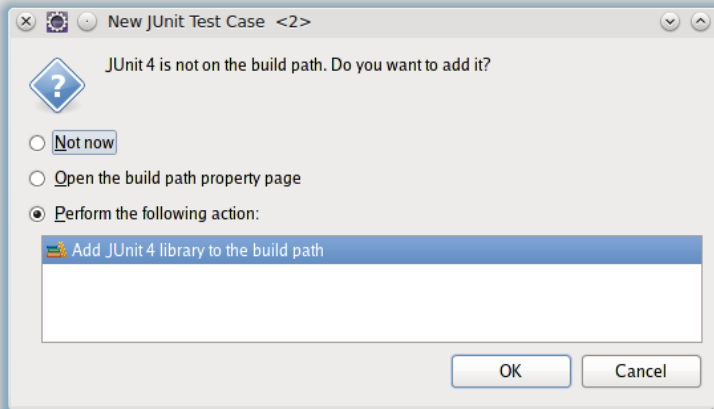 New JUnit Test Case <2>
JUnit 4 is not on the build path. Do you want to add it?
Not now
Open the build path property page
Perform the following action:
Add JUnit 4 library to the build path
OK
Cancel